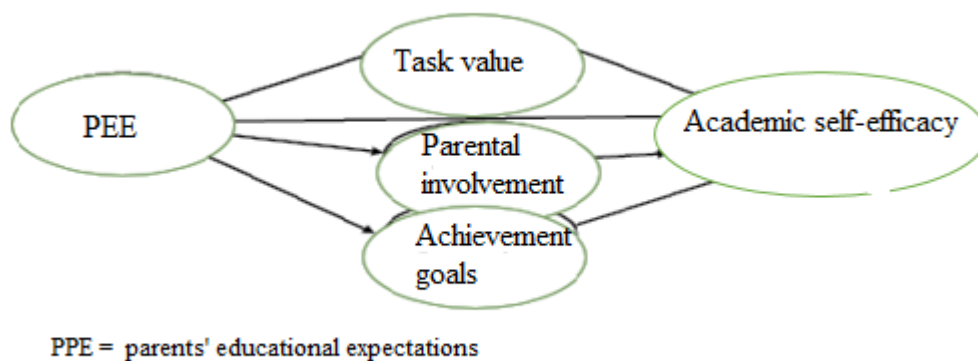 Task value
PEE
Academic self-efficacy
Parental
involvement
Achievement
goals
PPE = parents' educational expectations